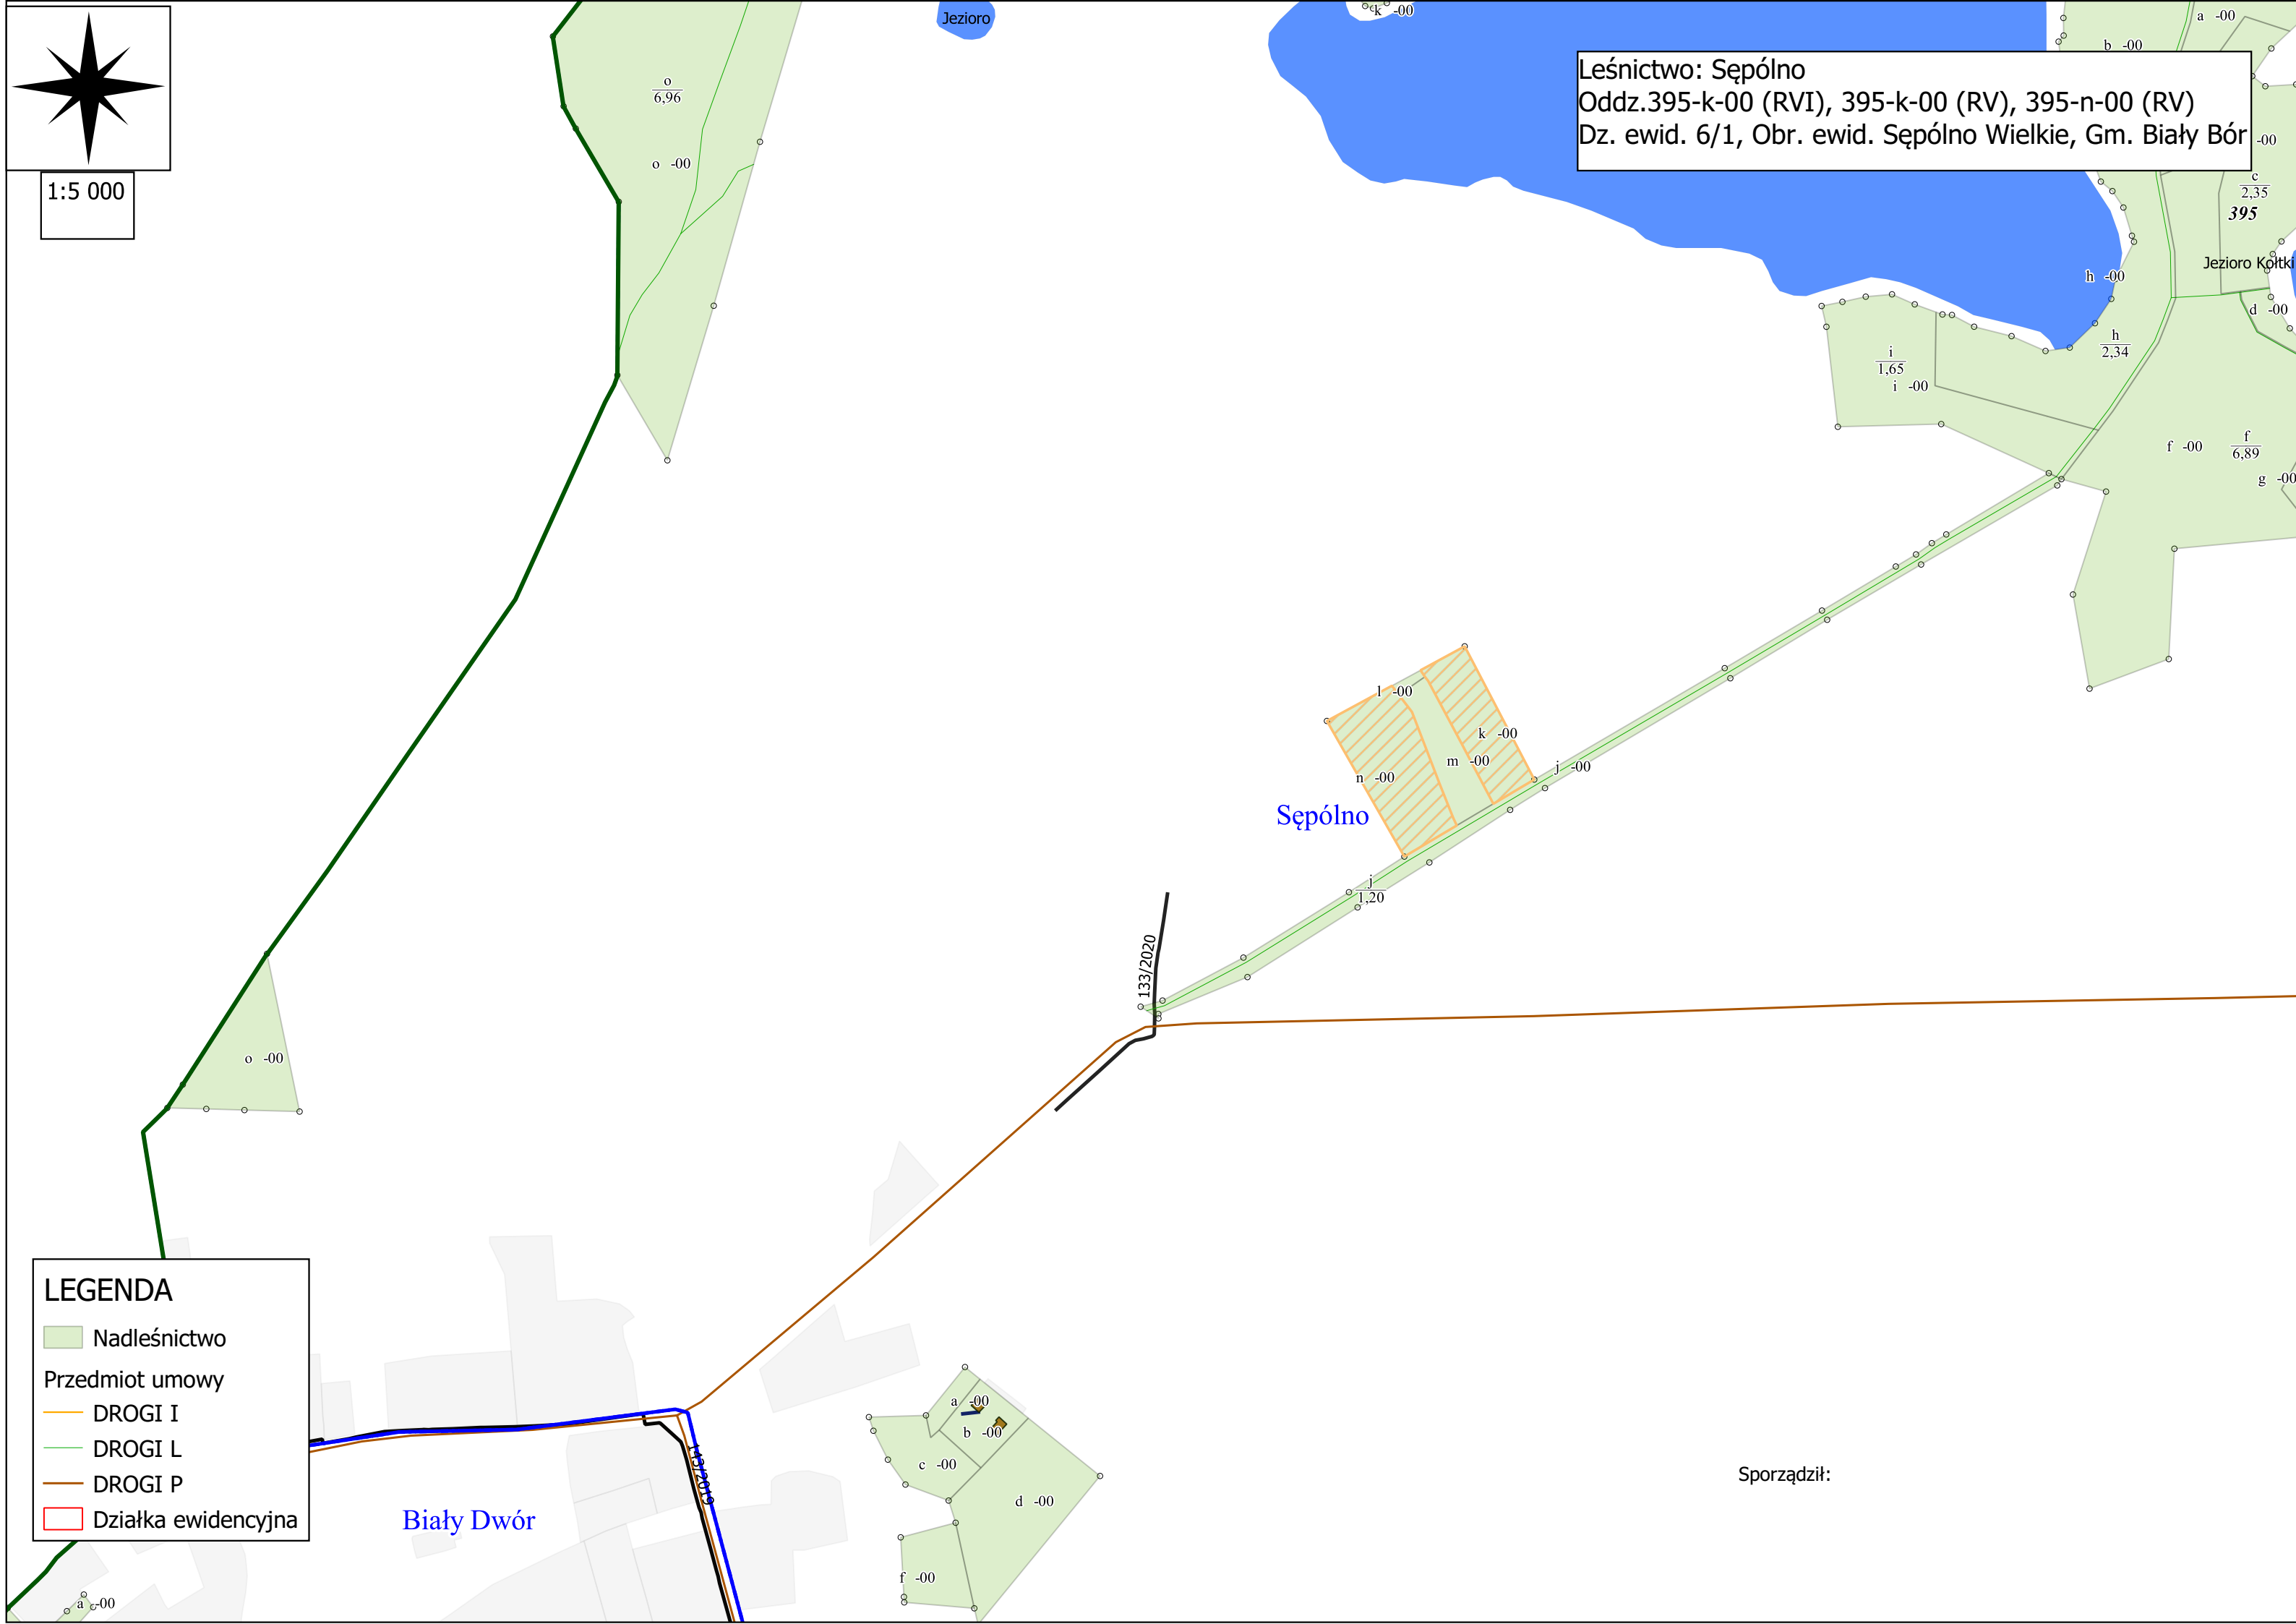 Jezioro
k -00
a -00
b -00
Leśnictwo: Sępólno
Oddz.395-k-00 (RVI), 395-k-00 (RV), 395-n-00 (RV)
Dz. ewid. 6/1, Obr. ewid. Sępólno Wielkie, Gm. Biały Bór
1:5 000
o
6,96
o -00
-00
c
2,35
395
Jezioro Kołtki
h -00
d -00
h
2,34
i
1,65
i -00
f -00
f
6,89
g -00
l -00
k -00
m -00
n -00
j -00
Sępólno
j
1,20
133/2020
o -00
LEGENDA
Nadleśnictwo
Przedmiot umowy
DROGI I
DROGI L
DROGI P
Działka ewidencyjna
Biały Dwór
a -00
b -00
c -00
d -00
f -00
a -00
Sporządził: